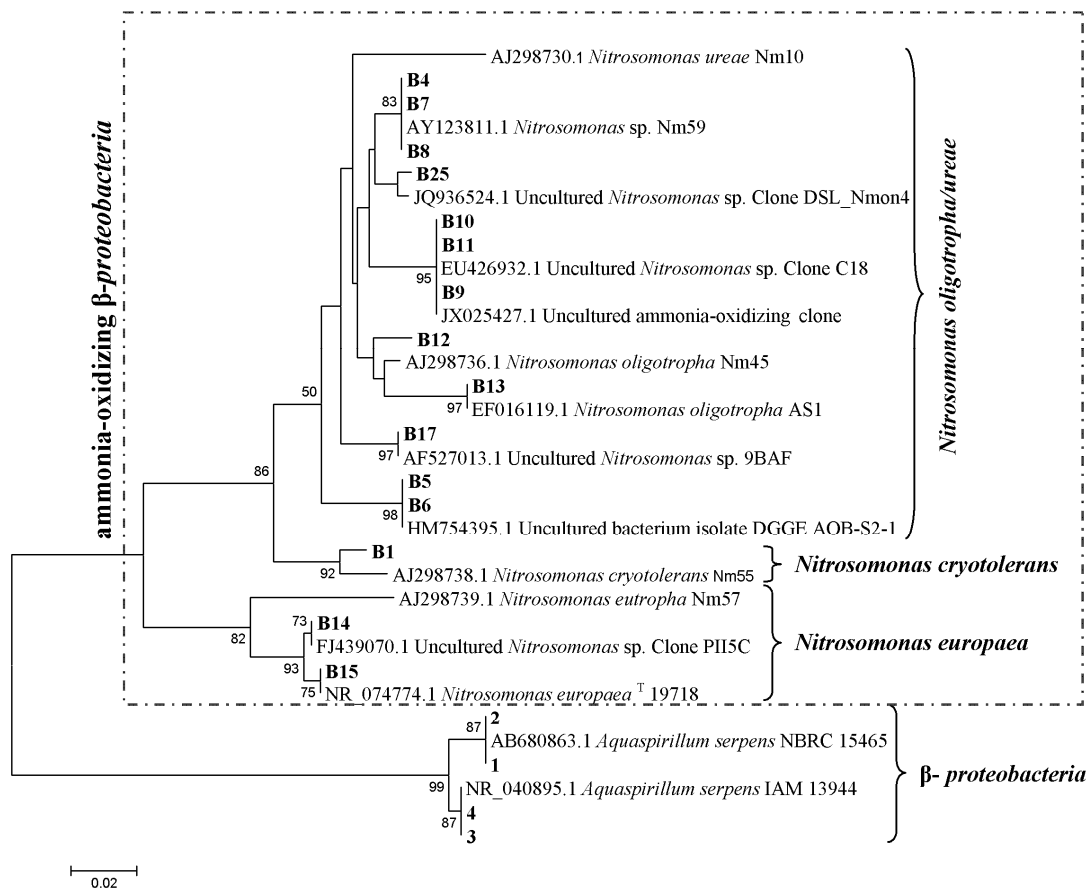 AJ298730.1 Nitrosomonas ureae Nm10
B4
83
B7
AY123811.1 Nitrosomonas sp. Nm59
B8
B25
JQ936524.1 Uncultured Nitrosomonas sp. Clone DSL_Nmon4
B10
B11
EU426932.1 Uncultured Nitrosomonas sp. Clone C18
95
B9
JX025427.1 Uncultured ammonia-oxidizing clone
B12
AJ298736.1 Nitrosomonas oligotropha Nm45
B13
97
EF016119.1 Nitrosomonas oligotropha AS1
50
B17
97
AF527013.1 Uncultured Nitrosomonas sp. 9BAF
86
B5
B6
98
HM754395.1 Uncultured bacterium isolate DGGE AOB-S2-1
Nitrosomonas oligotropha/ureae
ammonia-oxidizing β-proteobacteria
B1
92
AJ298738.1 Nitrosomonas cryotolerans Nm55
Nitrosomonas cryotolerans
AJ298739.1 Nitrosomonas eutropha Nm57
82
73
B14
FJ439070.1 Uncultured Nitrosomonas sp. Clone PII5C
93
B15
75
NR_074774.1 Nitrosomonas europaea T 19718
Nitrosomonas europaea
2
87
AB680863.1 Aquaspirillum serpens NBRC 15465
1
99
NR_040895.1 Aquaspirillum serpens IAM 13944
87
4
3
β- proteobacteria
0.02